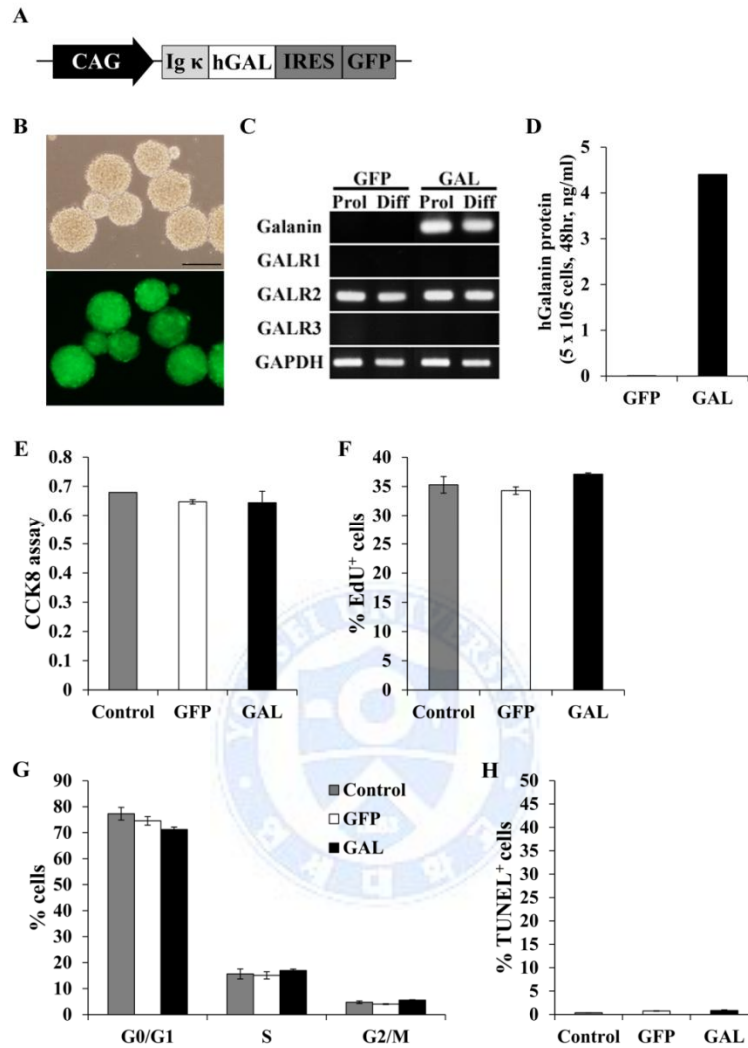 A
CAG Ig κ hGAL IRES GFP
B
C
GFP GAL
Prol Diff Prol Diff
Galanin
GALR1
GALR2
GALR3
GAPDH
D
hGalanin protein
(5 x 105 cells, 48hr, ng/ml)
5
4
3
2
1
0
GFP GAL
E
CCK8 assay
0.8
0.7
0.6
0.5
0.4
0.3
0.2
0.1
0
Control GFP GAL
F
% EdU+ cells
40
35
30
25
20
15
10
5
0
Control GFP GAL
YONSEI UNIVERSITY
G
% cells
90
80
70
60
50
40
30
20
10
0
G0/G1 S G2/M
Control
GFP
GAL
H
% TUNEL+ cells
50
45
40
35
30
25
20
15
10
5
0
Control GFP GAL